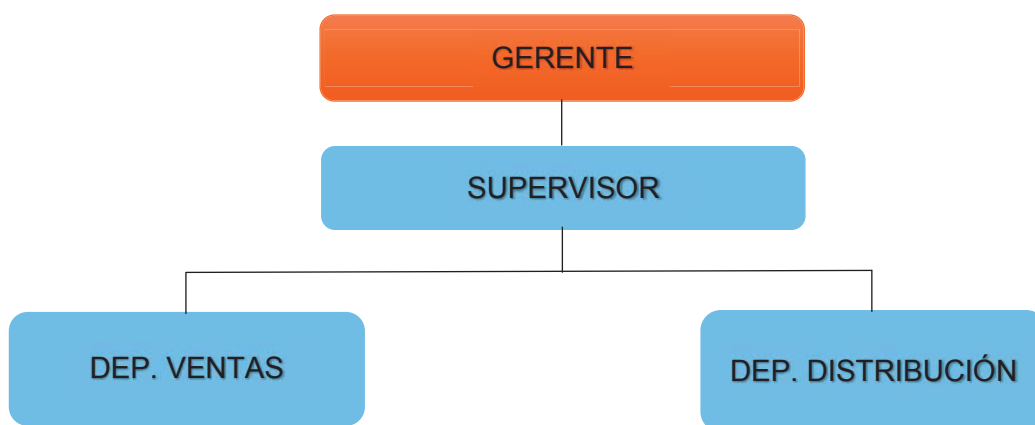 GERENTE
SUPERVISOR
DEP. VENTAS
DEP. DISTRIBUCIÓN